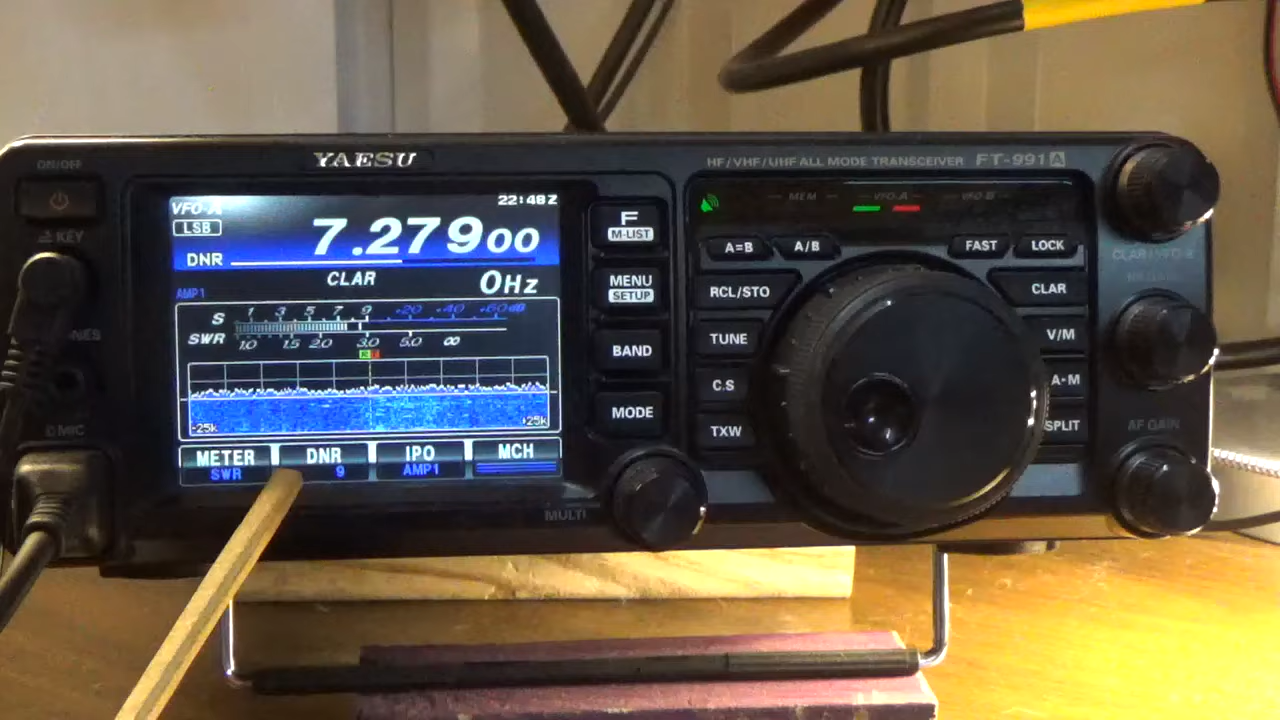 ON/OFF
YAESU
HF/VHF/UHF ALL MODE TRANSCEIVER FT-991A
KEY
VFO-A
22:48Z
LSB
7.27900
DNR
CLAR 0Hz
AMP1
S 1 3 5 7 9 +20 +40 +60dB
SWR 1.0 1.5 2.0 3.0 5.0 ∞
-25k +25k
METER DNR IPO MCH
SWR 9 AMP1
MIC
F
M-LIST
MENU
SETUP
BAND
MODE
MULTI
MEM VFO-A VFO-B
A=B A/B FAST LOCK
RCL/STO CLAR
TUNE V/M
C.S
TXW SPLIT
AF GAIN